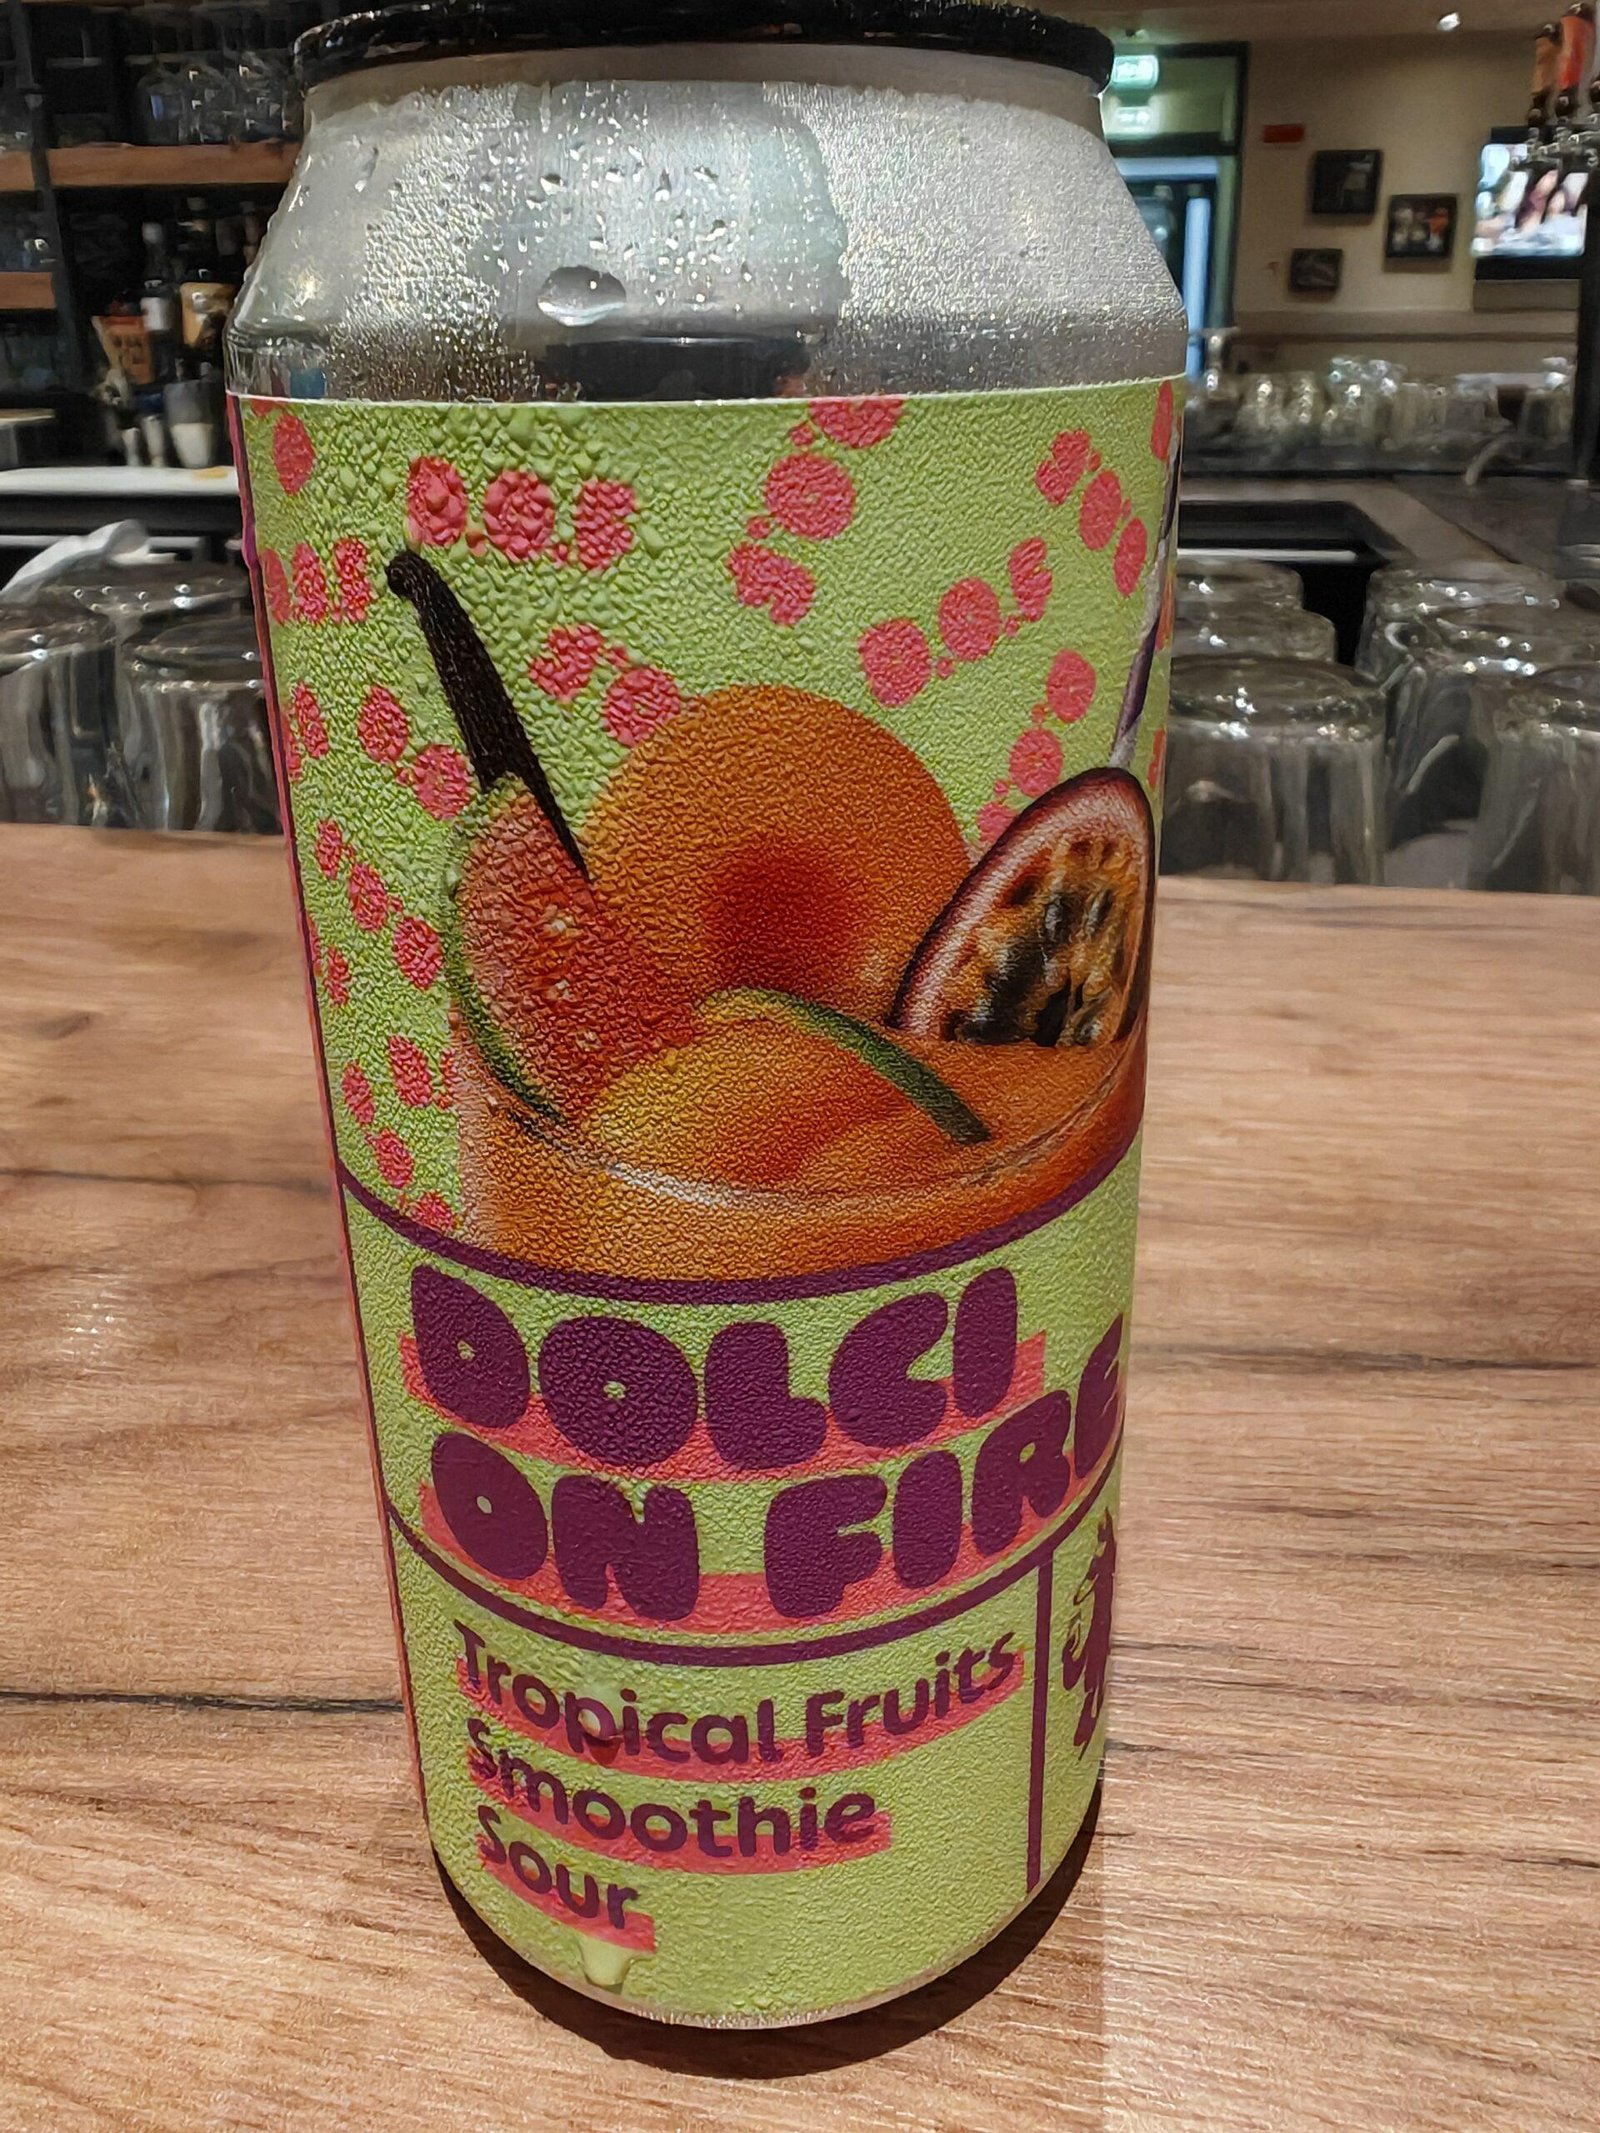 DOLCI
ON FIRE
Tropical Fruits
Smoothie
Sour